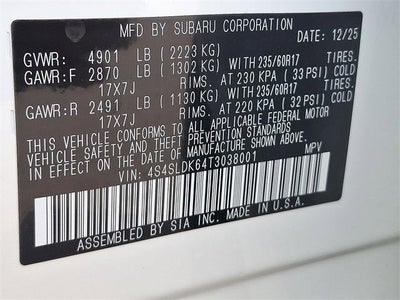 MFD BY SUBARU CORPORATION 12/25
GVWR: 4901 LB (2223 KG)
GAWR:F 2870 LB (1302 KG) WITH 235/60R17 TIRES.
17X7J RIMS. AT 230 KPA (33 PSI) COLD
GAWR:R 2491 LB (1130 KG) WITH 235/60R17 TIRES.
17X7J RIMS. AT 220 KPA (32 PSI) COLD
THIS VEHICLE CONFORMS TO ALL APPLICABLE FEDERAL MOTOR
VEHICLE SAFETY AND THEFT PREVENTION STANDARDS IN EFFECT
ON THE DATE OF MANUFACTURE SHOWN ABOVE.
VIN: 4S4SLDK64T3038001 MPV
ASSEMBLED BY SIA INC. MADE IN U.S.A.